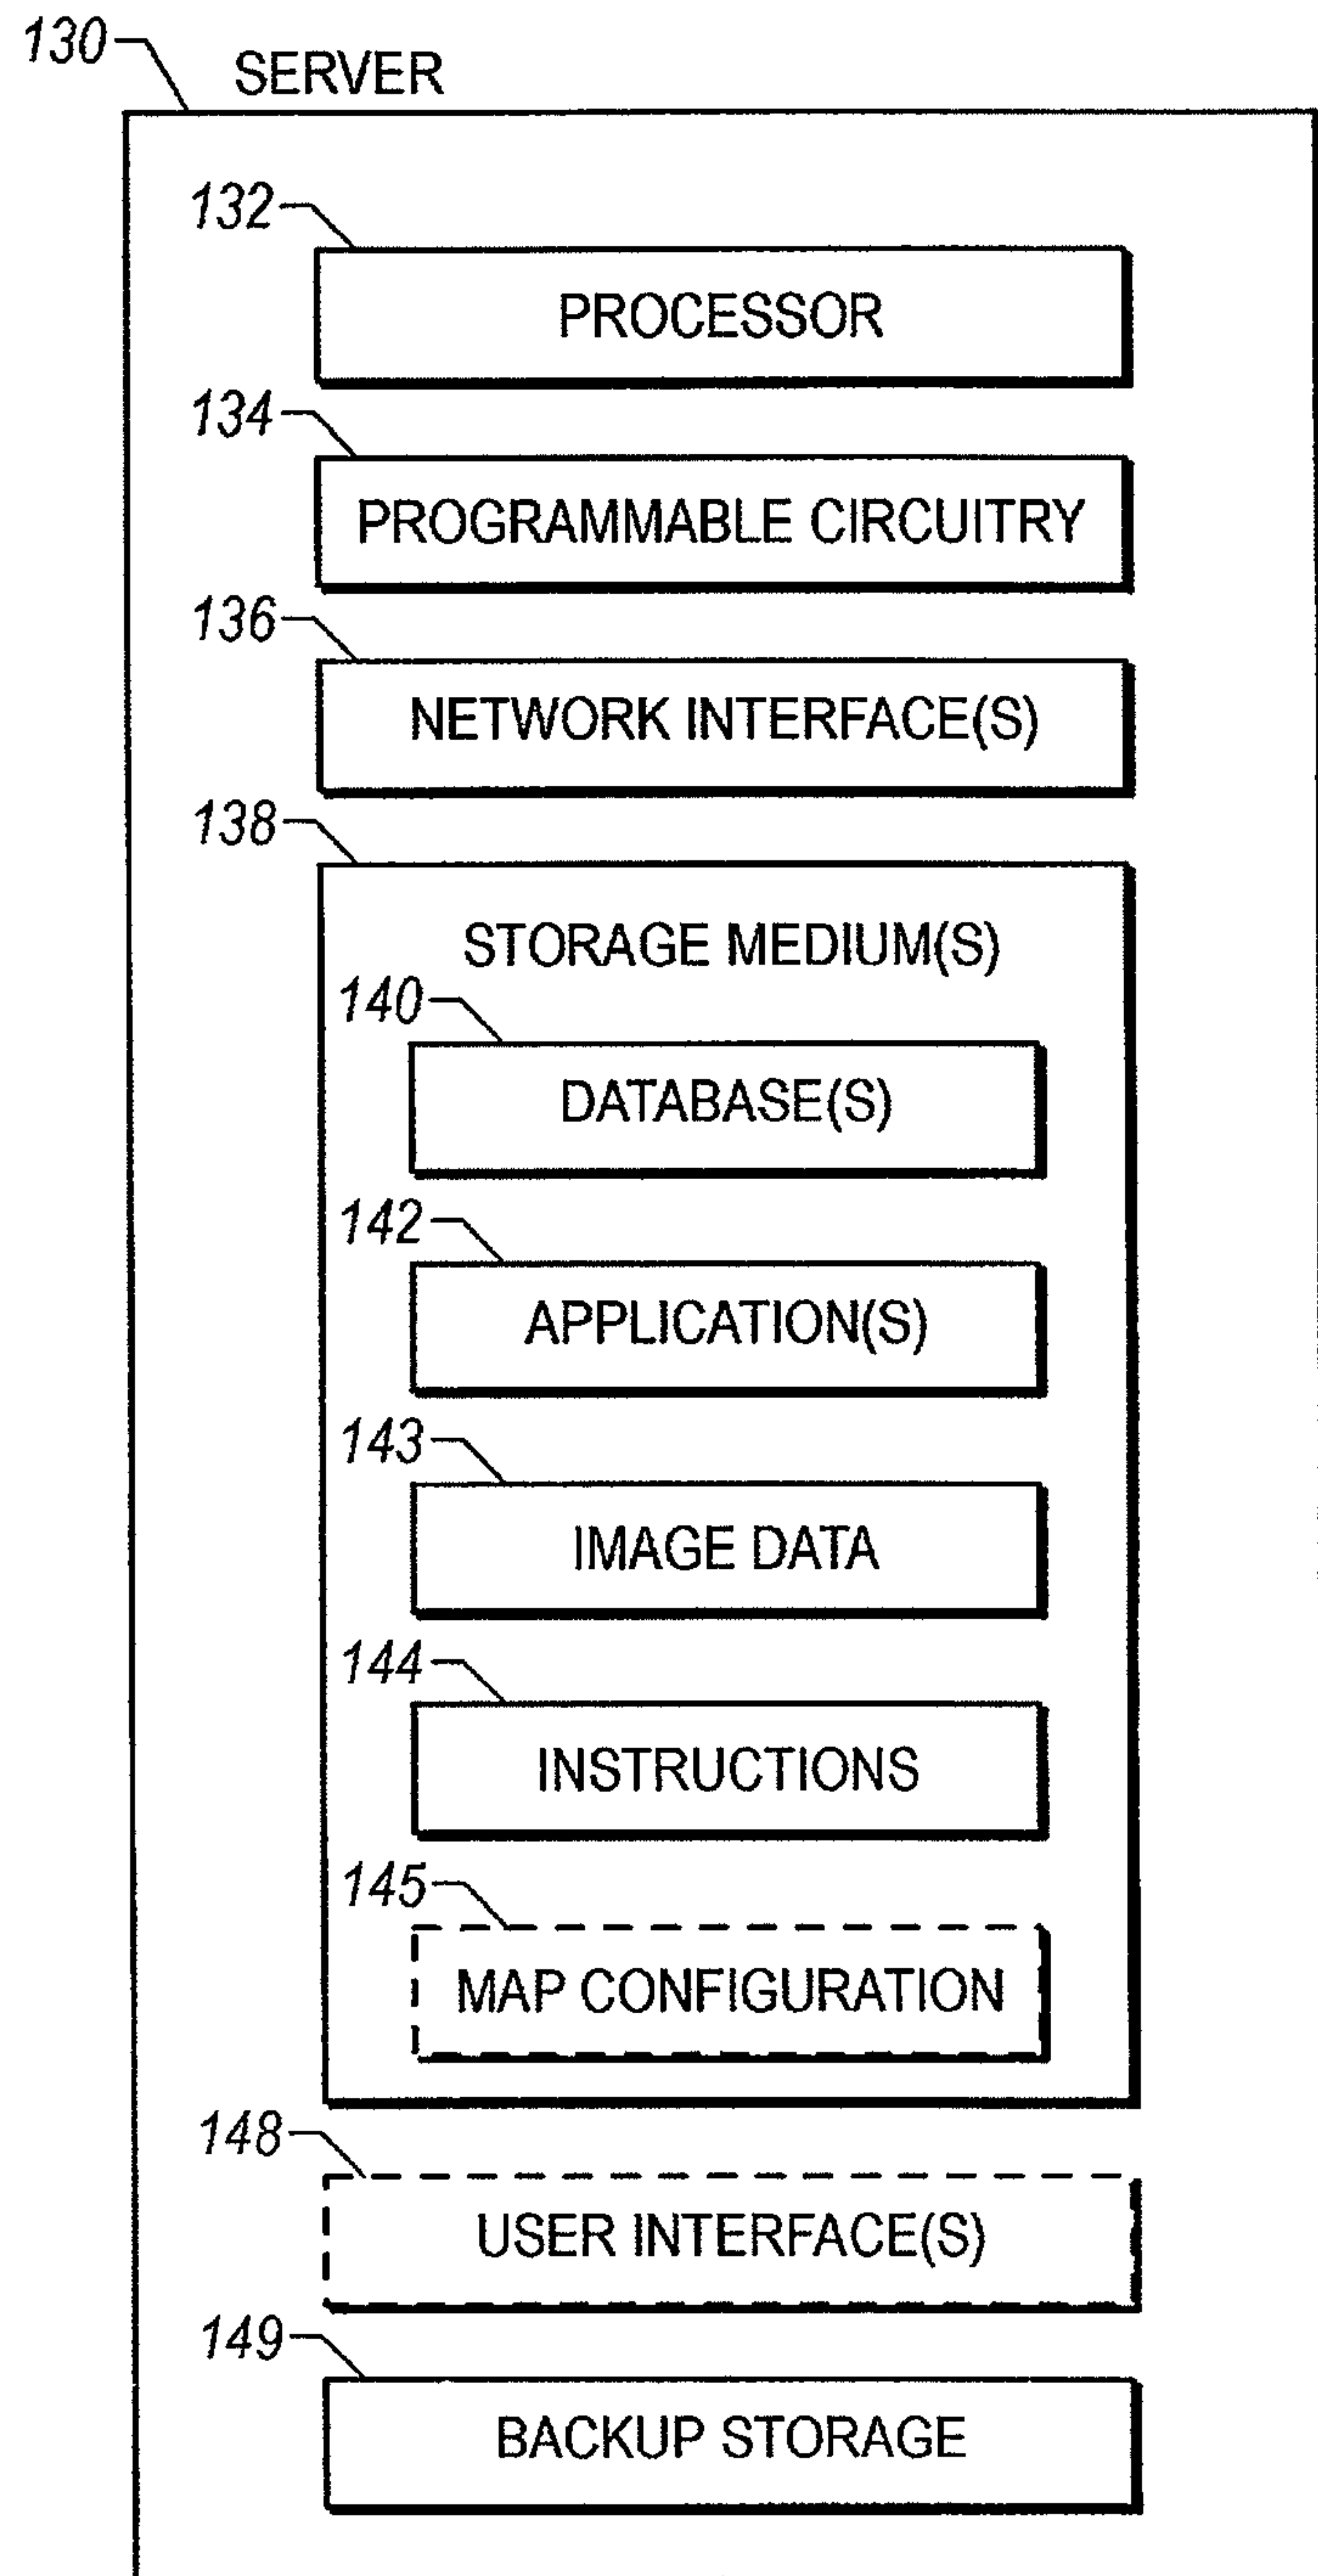 130
SERVER
132
PROCESSOR
134
PROGRAMMABLE CIRCUITRY
136
NETWORK INTERFACE(S)
138
STORAGE MEDIUM(S)
140
DATABASE(S)
142
APPLICATION(S)
143
IMAGE DATA
144
INSTRUCTIONS
145
MAP CONFIGURATION
148
USER INTERFACE(S)
149
BACKUP STORAGE